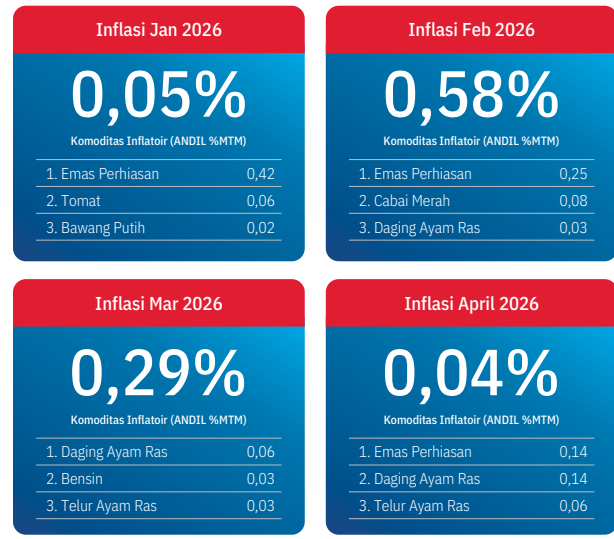 Inflasi Jan 2026
0,05%
Komoditas Inflatoir (ANDIL %MTM)
1. Emas Perhiasan 0,42
2. Tomat 0,06
3. Bawang Putih 0,02
Inflasi Feb 2026
0,58%
Komoditas Inflatoir (ANDIL %MTM)
1. Emas Perhiasan 0,25
2. Cabai Merah 0,08
3. Daging Ayam Ras 0,03
Inflasi Mar 2026
0,29%
Komoditas Inflatoir (ANDIL %MTM)
1. Daging Ayam Ras 0,06
2. Bensin 0,03
3. Telur Ayam Ras 0,03
Inflasi April 2026
0,04%
Komoditas Inflatoir (ANDIL %MTM)
1. Emas Perhiasan 0,14
2. Daging Ayam Ras 0,14
3. Telur Ayam Ras 0,06